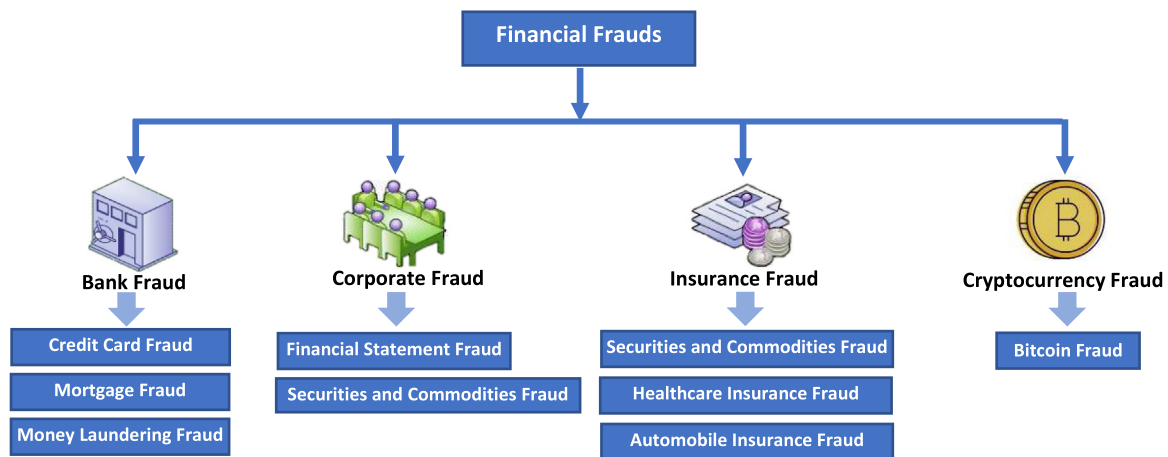 Financial Frauds
Bank Fraud
Corporate Fraud
Insurance Fraud
Cryptocurrency Fraud
Credit Card Fraud
Mortgage Fraud
Money Laundering Fraud
Financial Statement Fraud
Securities and Commodities Fraud
Securities and Commodities Fraud
Healthcare Insurance Fraud
Automobile Insurance Fraud
Bitcoin Fraud